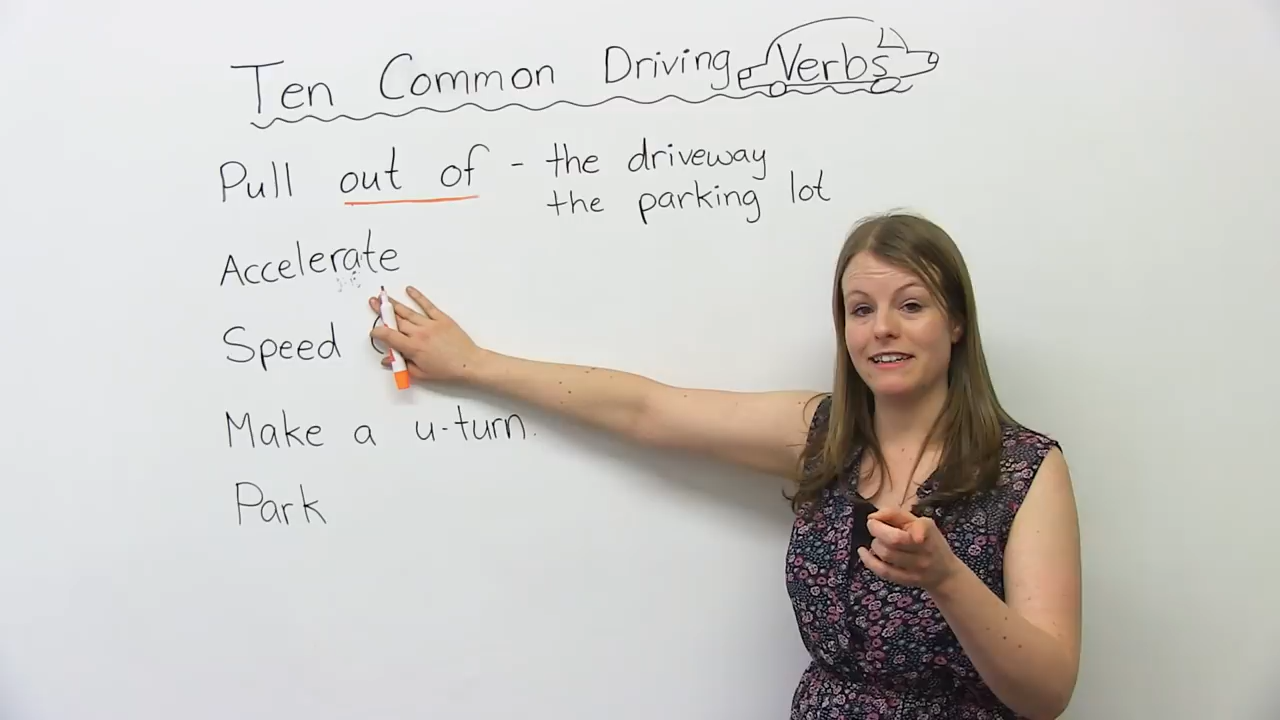 Ten Common Driving Verbs
Pull out of - the driveway
the parking lot
Accelerate
Speed
Make a u-turn.
Park